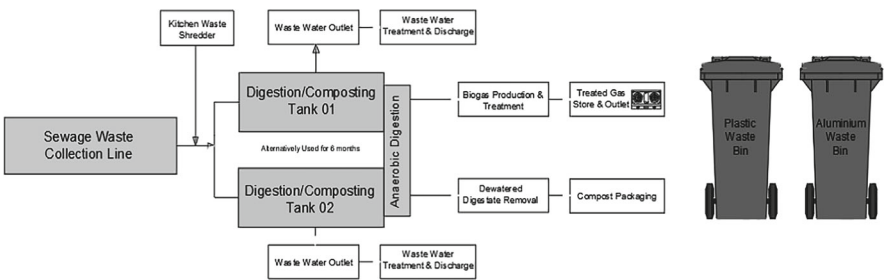 Kitchen Waste
Shredder
Waste Water Outlet
Waste Water
Treatment & Discharge
Sewage Waste
Collection Line
Digestion/Composting
Tank 01
Alternatively Used for 6 months
Digestion/Composting
Tank 02
Anaerobic Digestion
Biogas Production &
Treatment
Treated Gas
Store & Outlet
Dewatered
Digestate Removal
Compost Packaging
Waste Water Outlet
Waste Water
Treatment & Discharge
Plastic
Waste
Bin
Aluminium
Waste
Bin